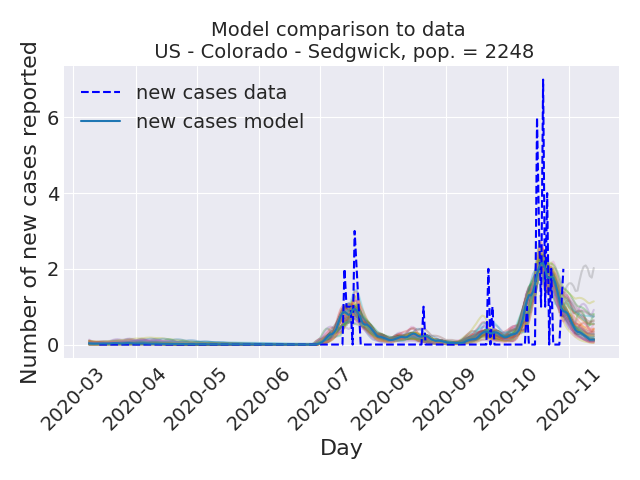 Model comparison to data
US - Colorado - Sedgwick, pop. = 2248
Number of new cases reported
6
4
2
0
new cases data
new cases model
2020-03
2020-04
2020-05
2020-06
2020-07
2020-08
2020-09
2020-10
2020-11
Day